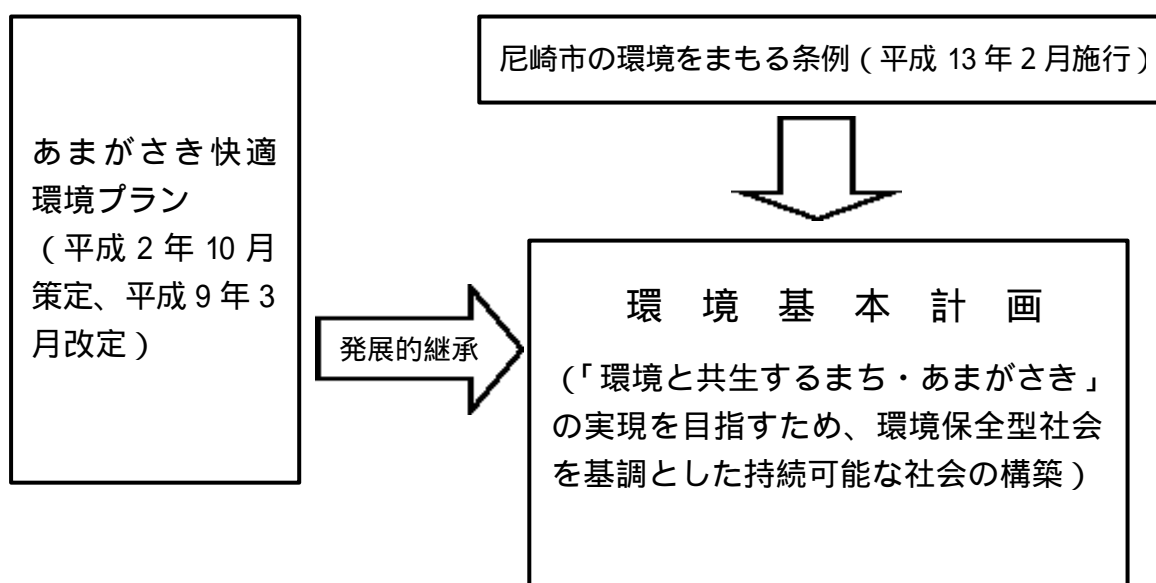 尼崎市の環境をまもる条例（平成 13 年 2 月施行）
あまがさき快適
環境プラン
（平成 2 年 10 月
策定、平成 9 年 3
月改定）
発展的継承
環 境 基 本 計 画
（「環境と共生するまち・あまがさき」
の実現を目指すため、環境保全型社会
を基調とした持続可能な社会の構築）